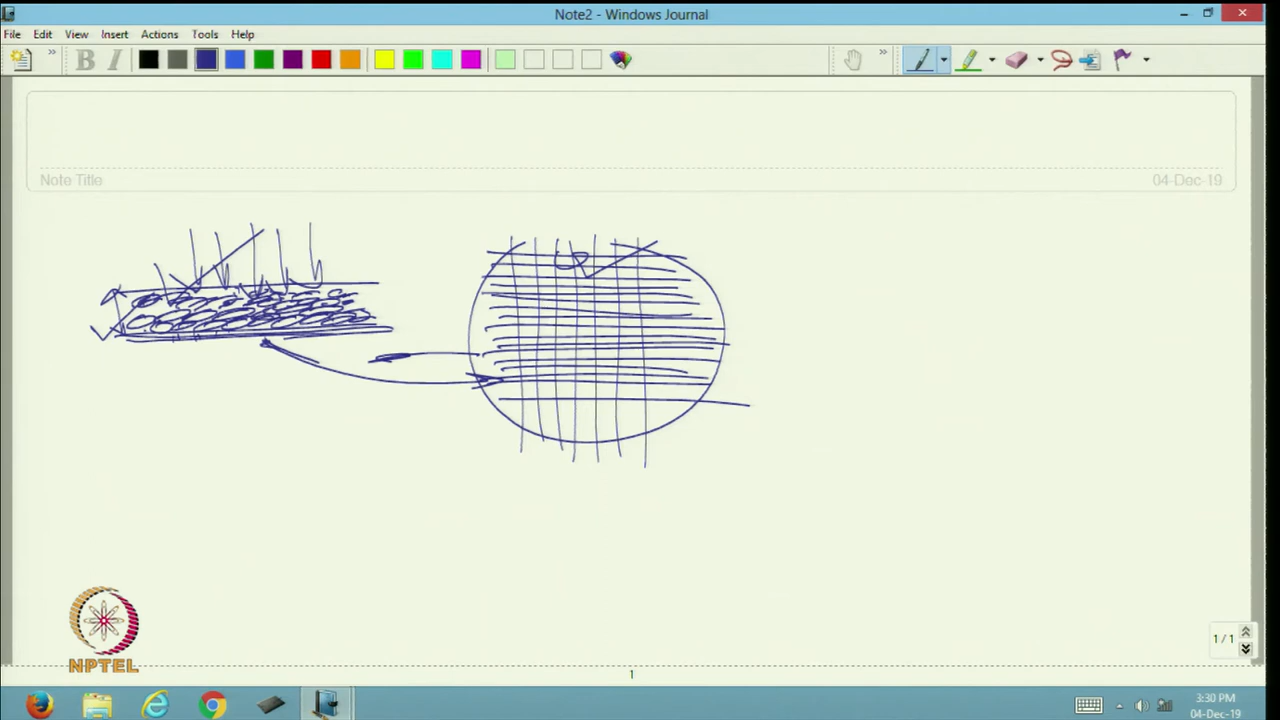 Note2 - Windows Journal
File Edit View Insert Actions Tools Help
B I
Note Title
04-Dec-19
NPTEL
1 / 1
1
3:30 PM
04-Dec-19